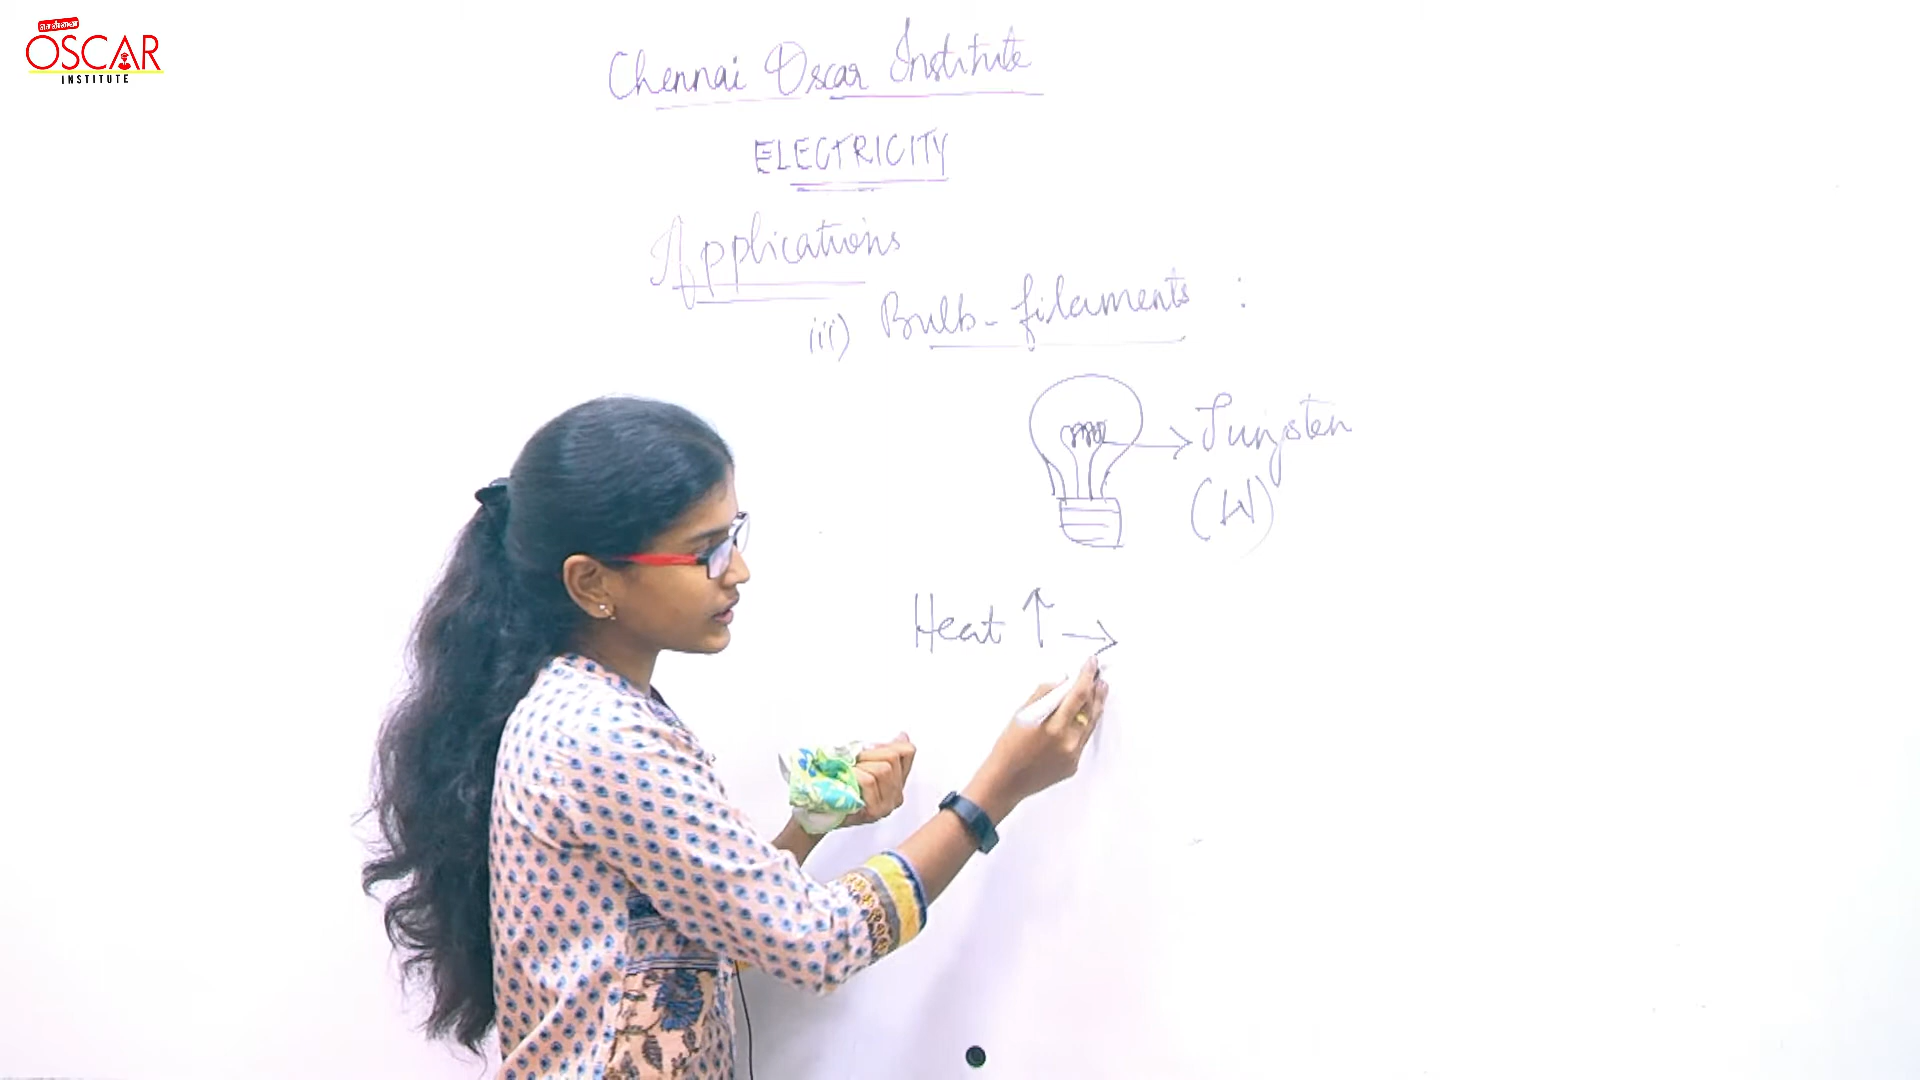 OSCAR
INSTITUTE
Chennai Oscar Institute
ELECTRICITY
Applications
iii) Bulb-filaments :
Tungsten
(W)
Heat ↑ →